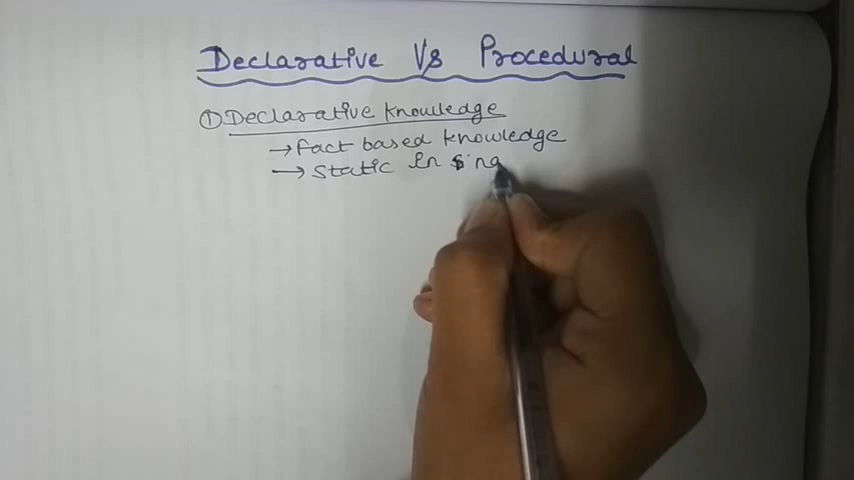 Declarative Vs Procedural
① Declarative Knowledge
→ Fact based knowledge
→ Static in